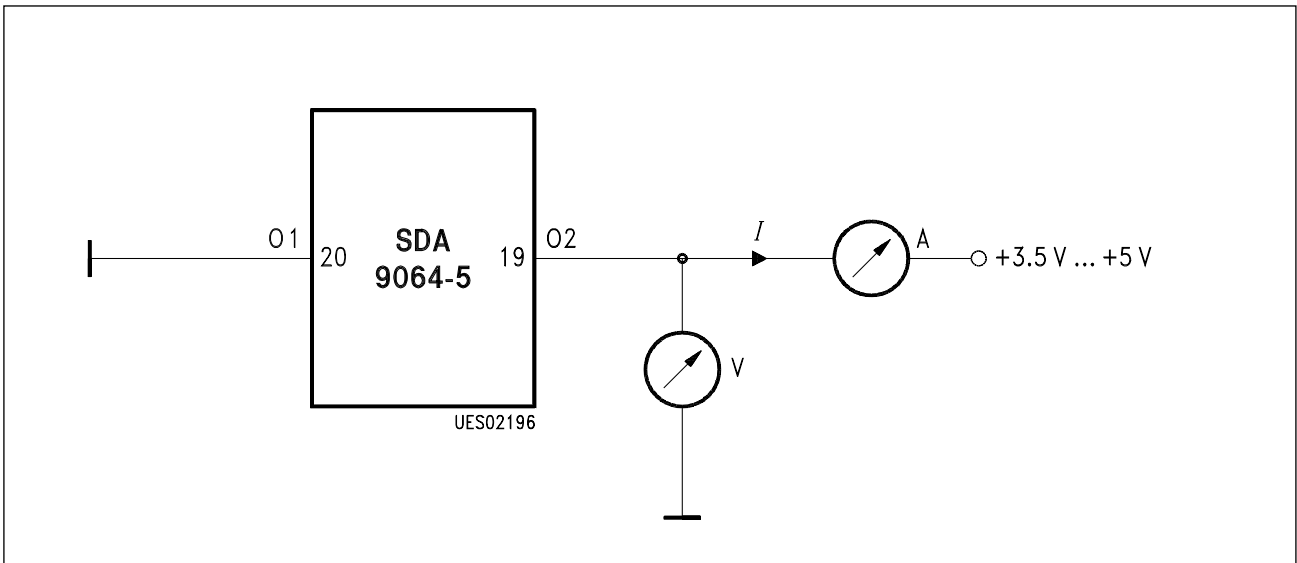 O1
20
SDA
9064-5
19
O2
I
A
+3.5 V ... +5 V
V
UES02196